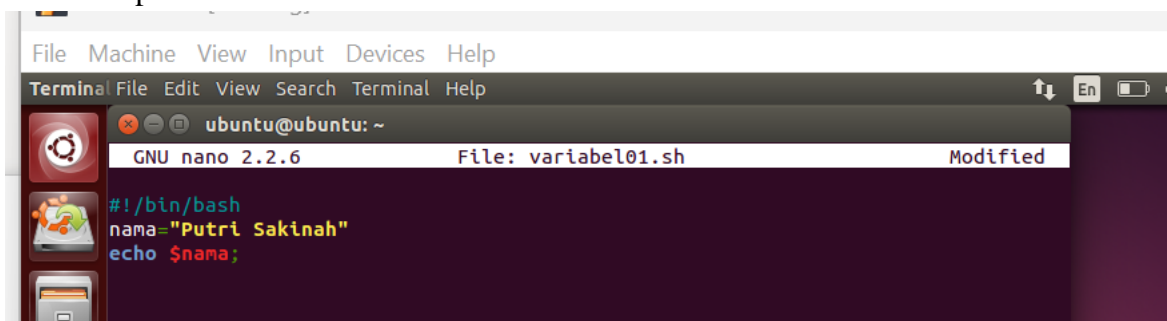 File Machine View Input Devices Help
Terminal File Edit View Search Terminal Help En
ubuntu@ubuntu: ~
GNU nano 2.2.6 File: variabel01.sh Modified
#!/bin/bash
nama="Putri Sakinah"
echo $nama;